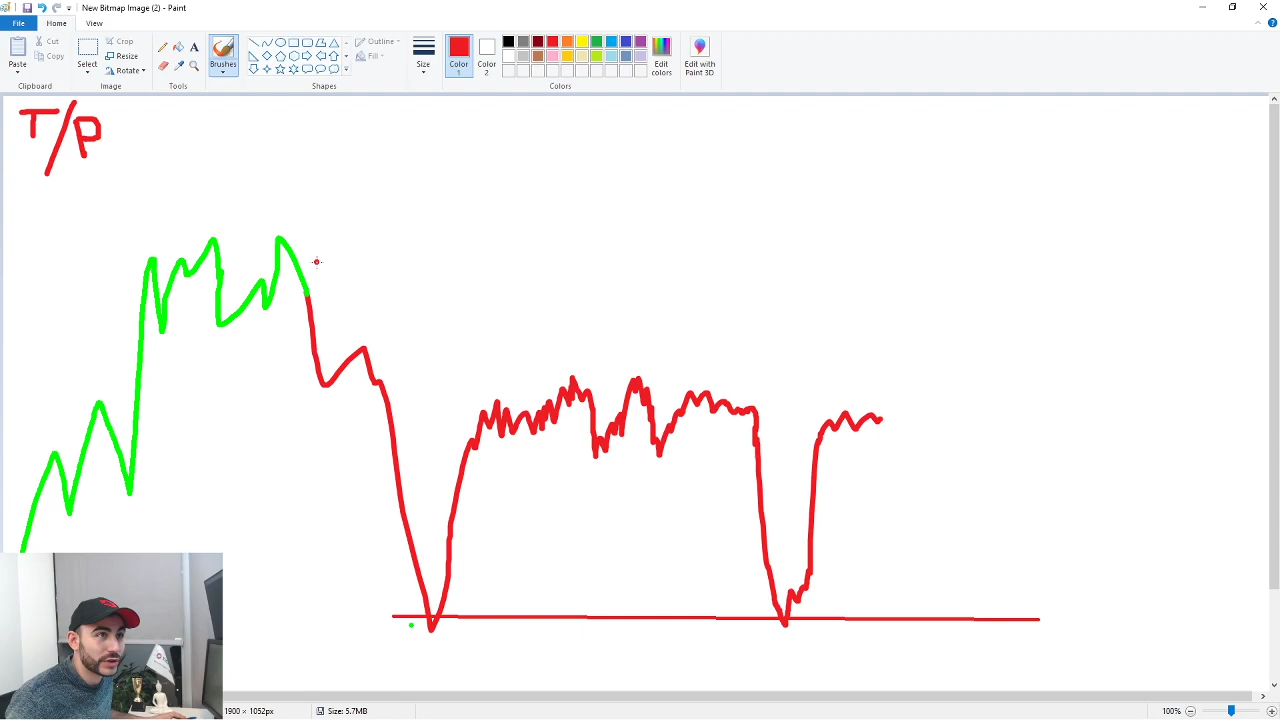 New Bitmap Image (2) - Paint
File
Home
View
Paste
Cut
Copy
Clipboard
Select
Crop
Resize
Rotate
Image
Tools
Brushes
Outline
Fill
Shapes
Size
Color
1
Color
2
Edit
colors
Edit with
Paint 3D
Colors
T/P
1900 × 1052px
Size: 5.7MB
100%